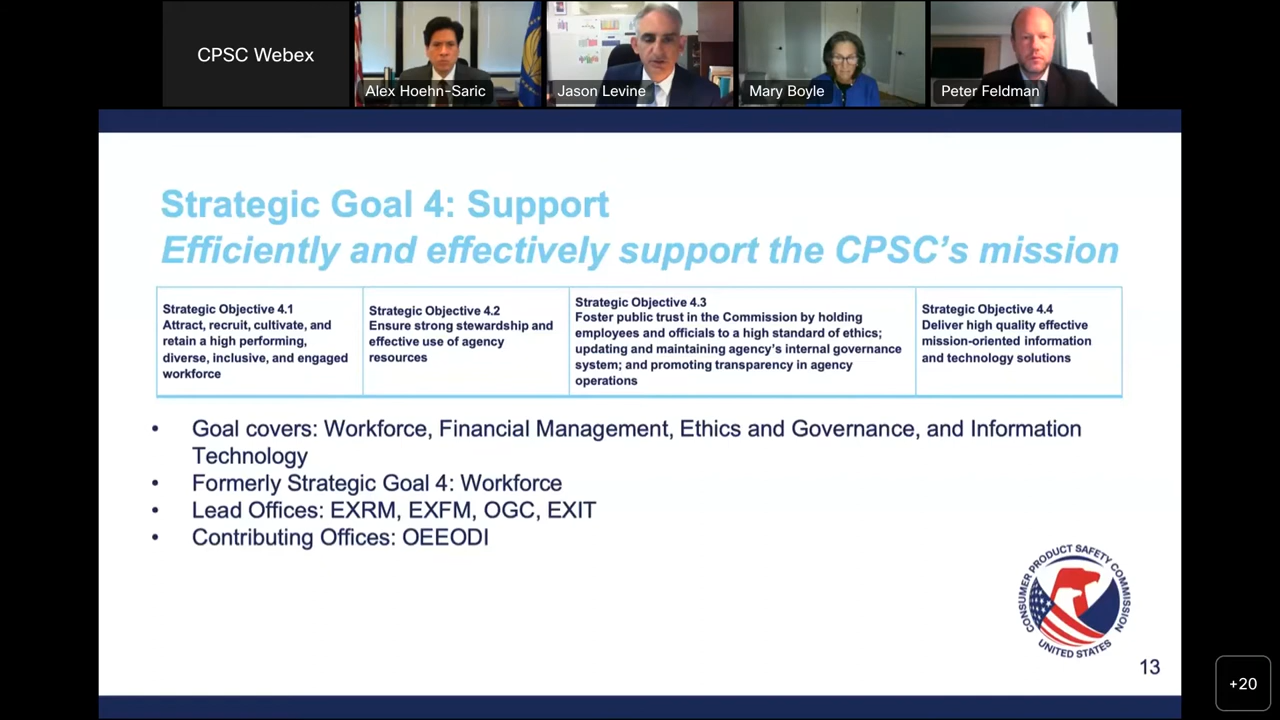 CPSC Webex
Alex Hoehn-Saric
Jason Levine
Mary Boyle
Peter Feldman
Strategic Goal 4: Support
Efficiently and effectively support the CPSC’s mission
Strategic Objective 4.1
Attract, recruit, cultivate, and
retain a high performing,
diverse, inclusive, and engaged
workforce
Strategic Objective 4.2
Ensure strong stewardship and
effective use of agency
resources
Strategic Objective 4.3
Foster public trust in the Commission by holding
employees and officials to a high standard of ethics;
updating and maintaining agency’s internal governance
system; and promoting transparency in agency
operations
Strategic Objective 4.4
Deliver high quality effective
mission-oriented information
and technology solutions
• Goal covers: Workforce, Financial Management, Ethics and Governance, and Information
Technology
• Formerly Strategic Goal 4: Workforce
• Lead Offices: EXRM, EXFM, OGC, EXIT
• Contributing Offices: OEEODI
CONSUMER PRODUCT SAFETY COMMISSION
UNITED STATES
13
+20